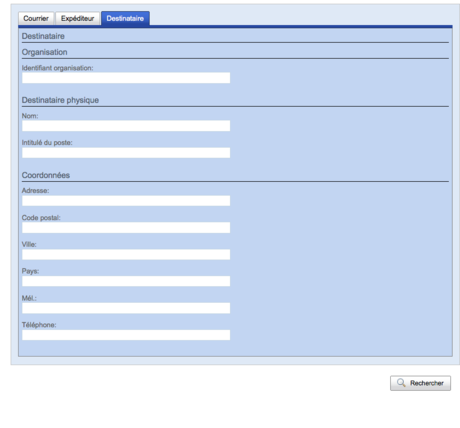 Courrier Expéditeur Destinataire
Destinataire
Organisation
Identifiant organisation:
Destinataire physique
Nom:
Intitulé du poste:
Coordonnées
Adresse:
Code postal:
Ville:
Pays:
Mél.:
Téléphone:
Rechercher